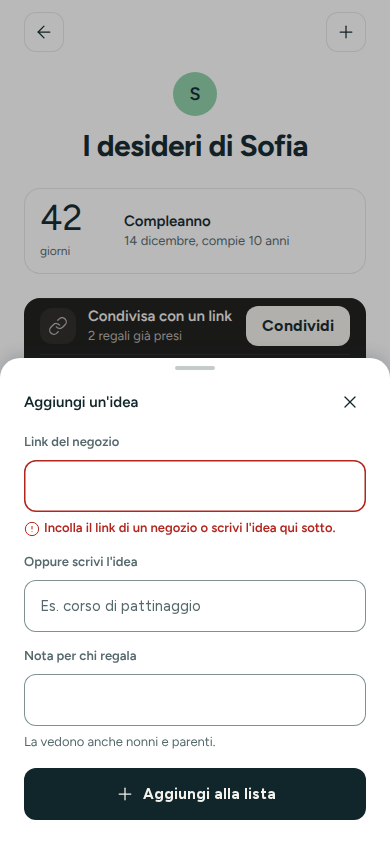 S
I desideri di Sofia
42
giorni
Compleanno
14 dicembre, compie 10 anni
Condivisa con un link
2 regali già presi
Condividi
Aggiungi un'idea
Link del negozio
Incolla il link di un negozio o scrivi l'idea qui sotto.
Oppure scrivi l'idea
Es. corso di pattinaggio
Nota per chi regala
La vedono anche nonni e parenti.
Aggiungi alla lista